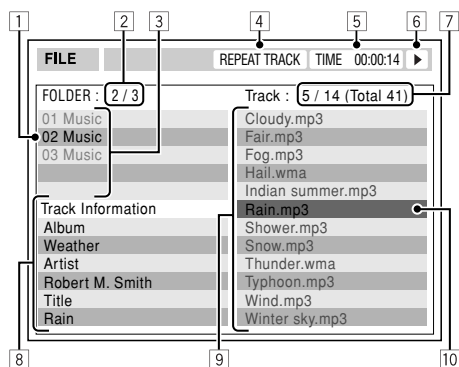 1 2 3 4 5 6 7
FILE REPEAT TRACK TIME 00:00:14
FOLDER : 2 / 3 Track : 5 / 14 (Total 41)
01 Music
02 Music
03 Music
Track Information
Album
Weather
Artist
Robert M. Smith
Title
Rain
Cloudy.mp3
Fair.mp3
Fog.mp3
Hail.wma
Indian summer.mp3
Rain.mp3
Shower.mp3
Snow.mp3
Thunder.wma
Typhoon.mp3
Wind.mp3
Winter sky.mp3
8 9 10